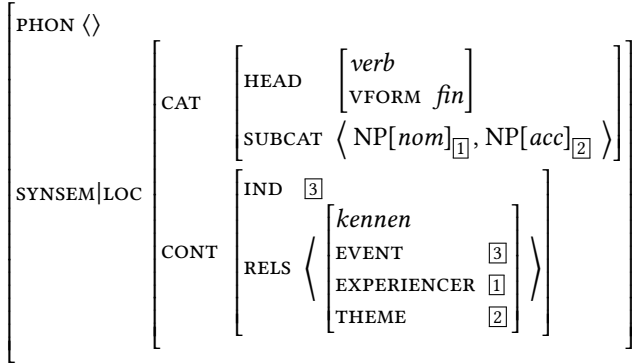 PHON ⟨⟩
SYNSEM|LOC
CAT
HEAD
verb
VFORM fin
SUBCAT ⟨ NP[nom]1, NP[acc]2 ⟩
CONT
IND 3
RELS ⟨
kennen
EVENT 3
EXPERIENCER 1
THEME 2
⟩